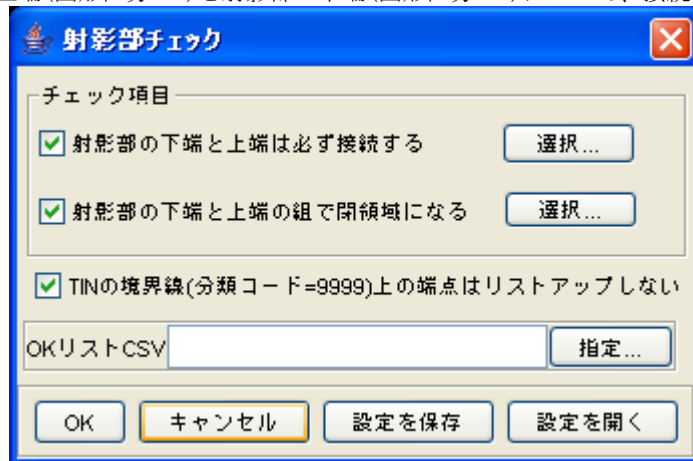 射影部チェック
チェック項目
射影部の下端と上端は必ず接続する 選択...
射影部の下端と上端の組で閉領域になる 選択...
TINの境界線(分類コード=9999)上の端点はリストアップしない
OKリストCSV 指定...
OK キャンセル 設定を保存 設定を開く